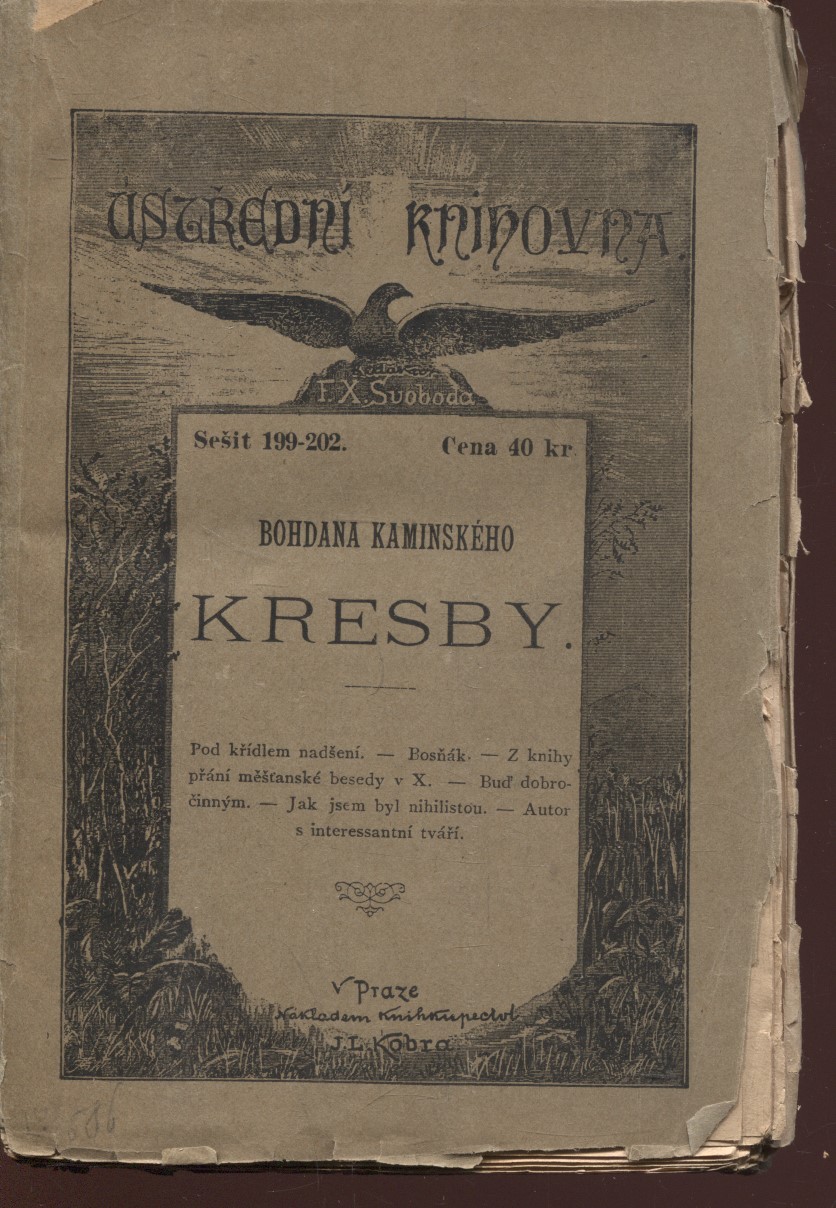 ÚSTŘEDNÍ KNIHOVNA.
Redaktor
F. X. Svoboda
Sešit 199-202. Cena 40 kr.
BOHDANA KAMINSKÉHO
KRESBY.
Pod křídlem nadšení. — Bosňák. — Z knihy
přání měšťanské besedy v X. — Buď dobro-
činným. — Jak jsem byl nihilistou. — Autor
s interessantní tváří.
V Praze
Nákladem knihkupectví
J. L. Kobra